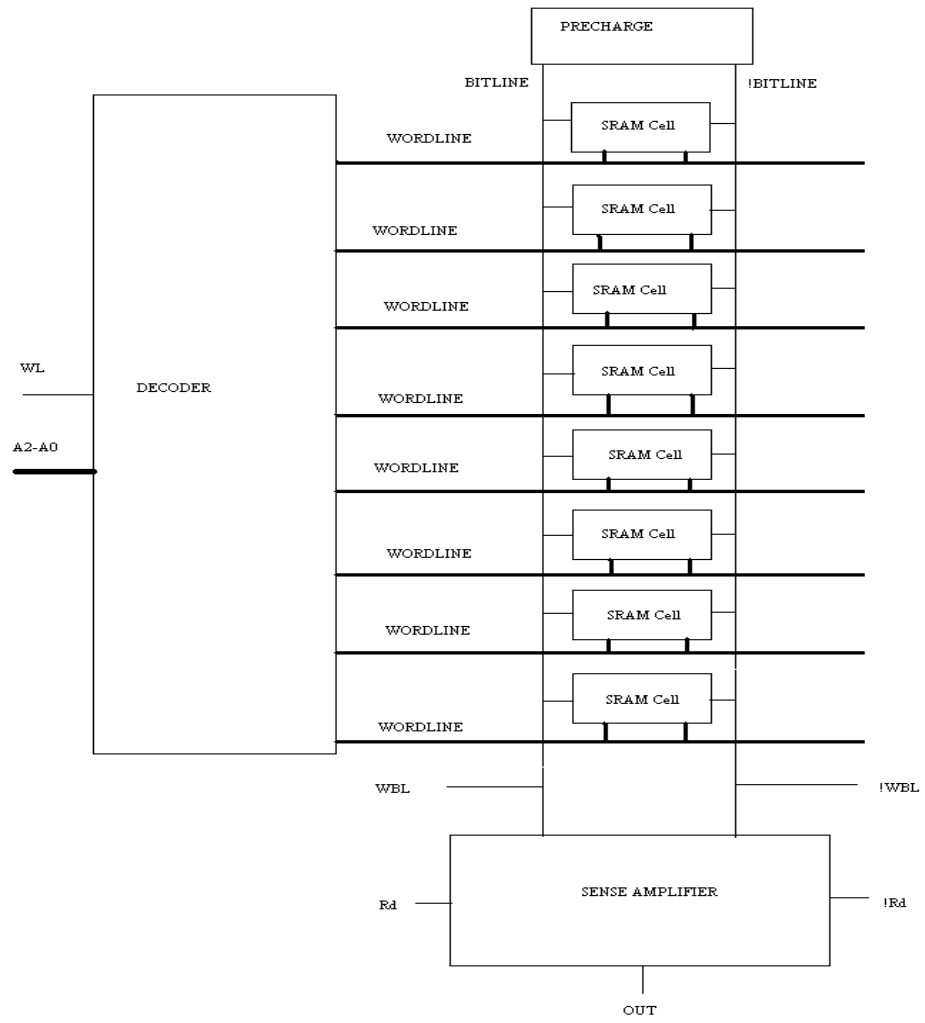 PRECHARGE
BITLINE !BITLINE
SRAM Cell
WORDLINE
SRAM Cell
WORDLINE
SRAM Cell
WORDLINE
WL
SRAM Cell
DECODER
WORDLINE
A2-A0
SRAM Cell
WORDLINE
SRAM Cell
WORDLINE
SRAM Cell
WORDLINE
SRAM Cell
WORDLINE
WBL !WBL
SENSE AMPLIFIER
Rd !Rd
OUT